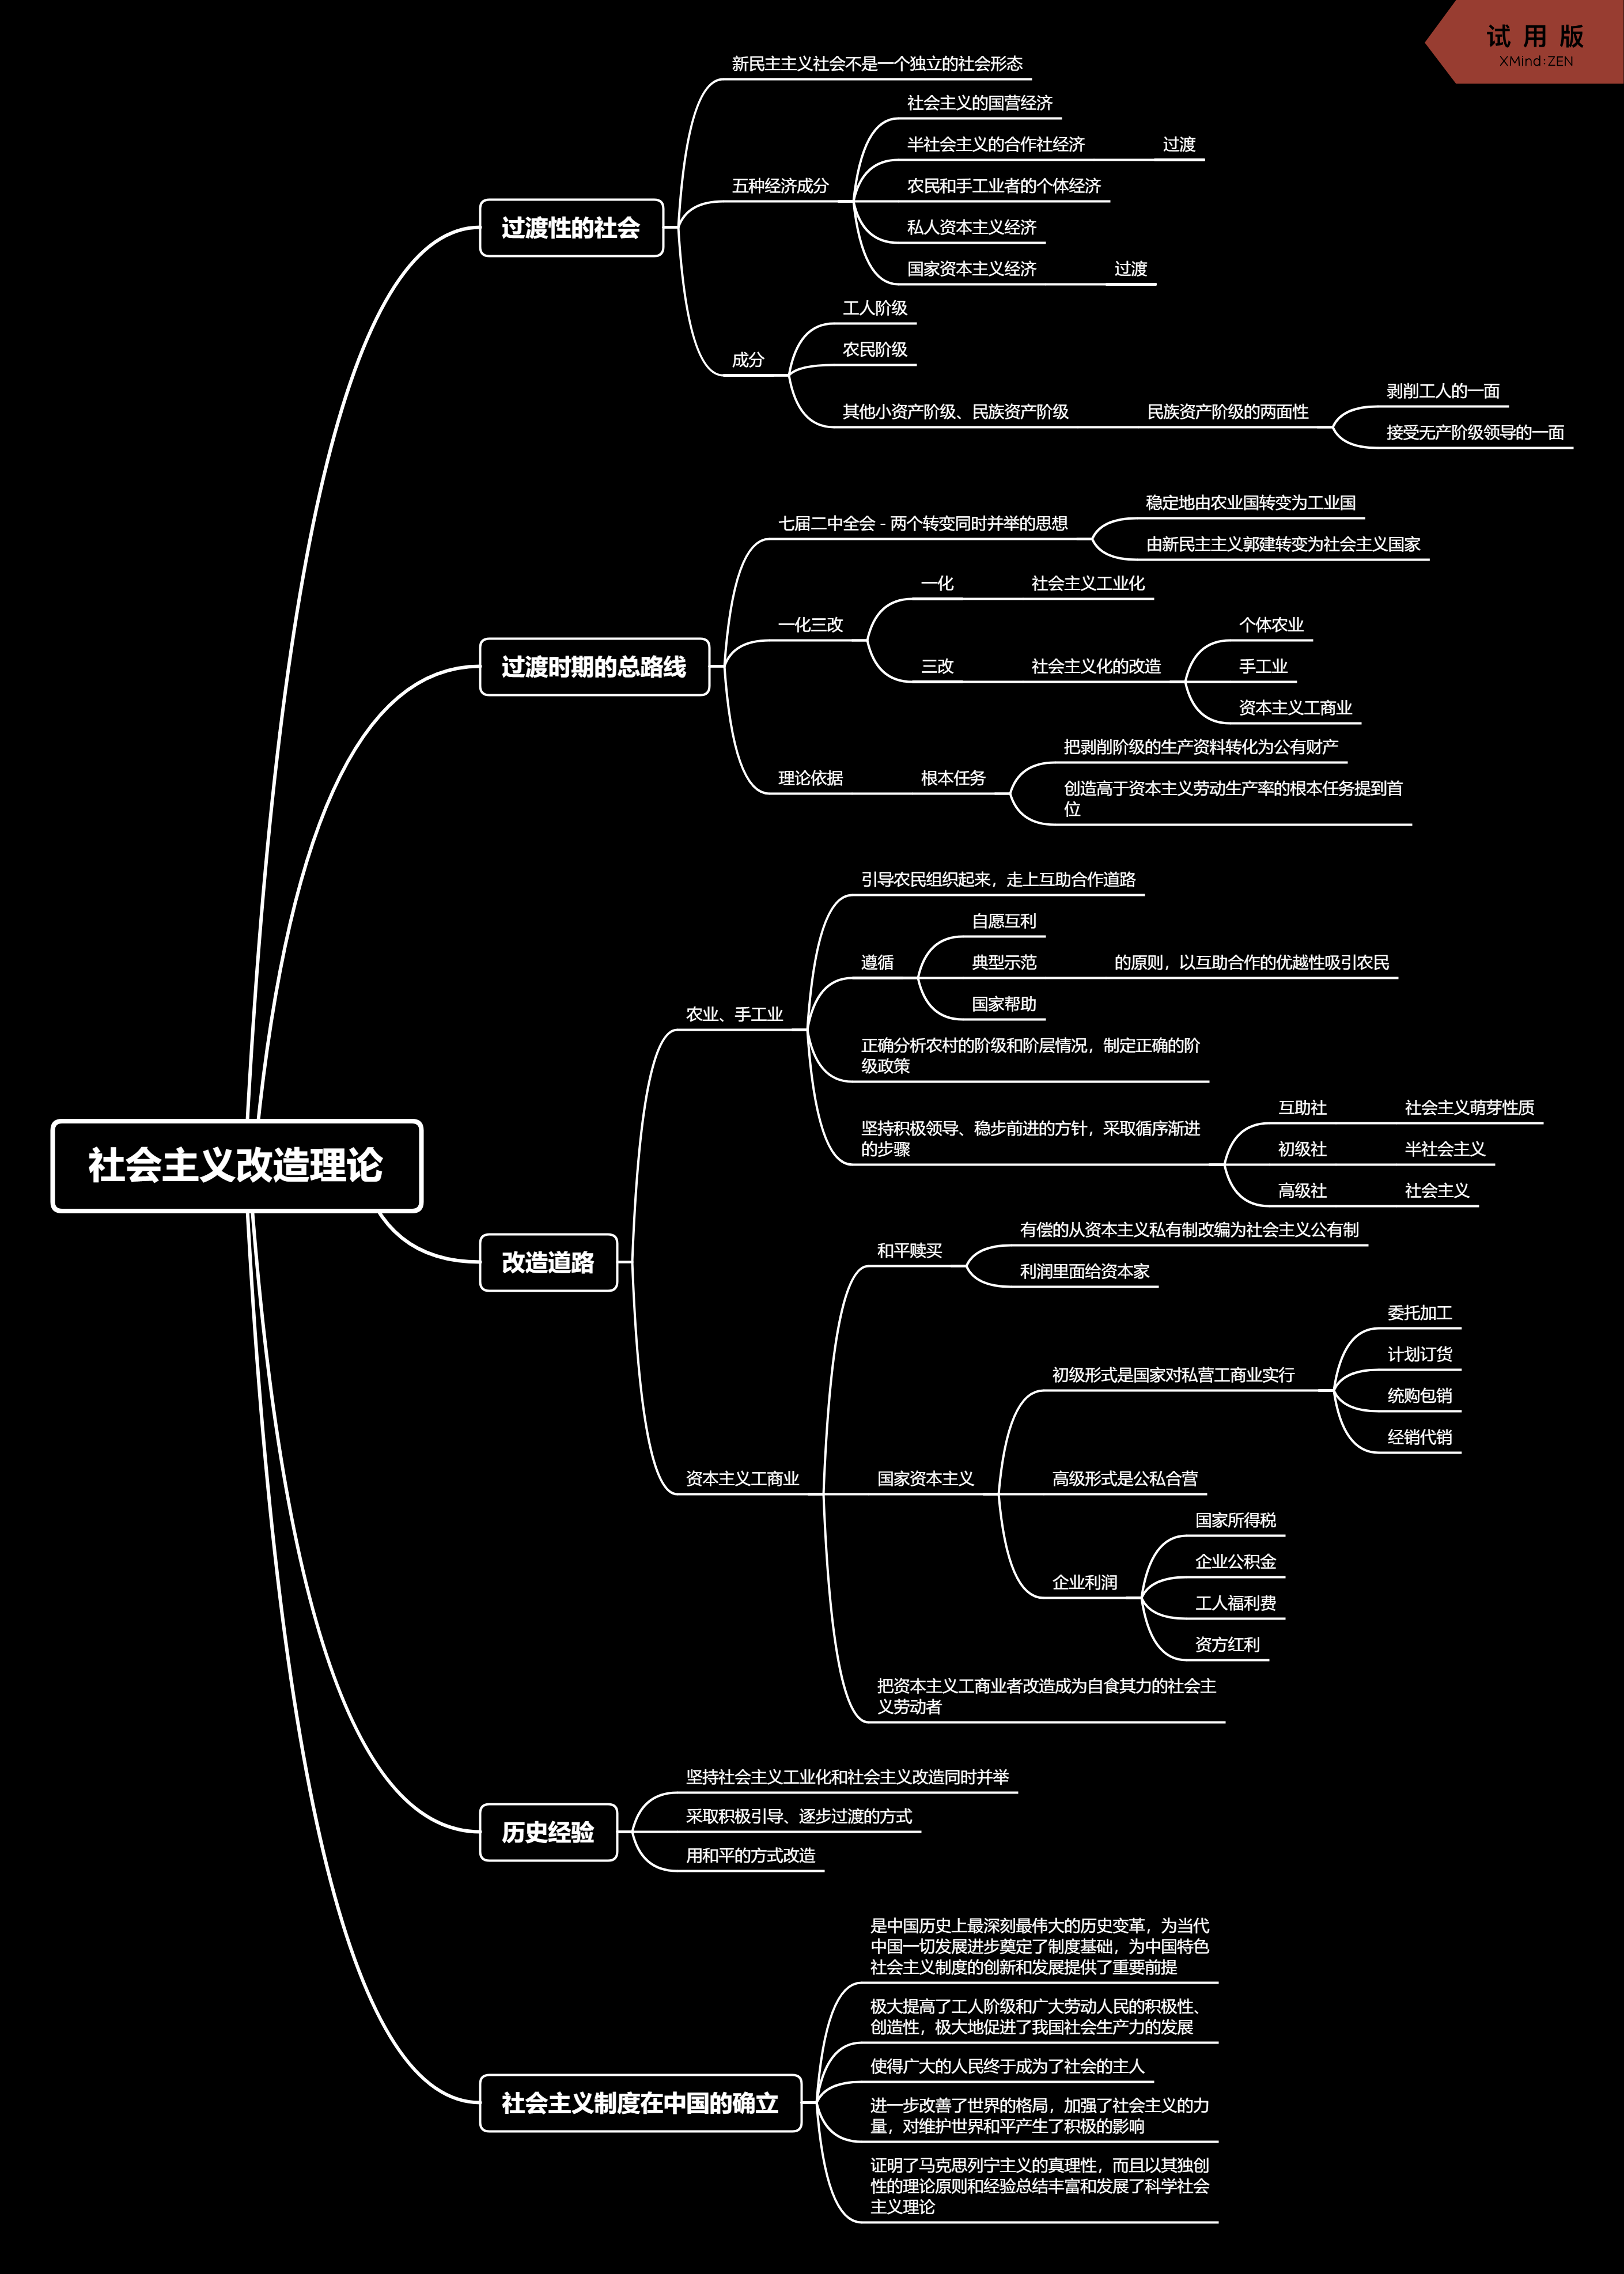 试用版
XMind:ZEN
社会主义改造理论
过渡性的社会
新民主主义社会不是一个独立的社会形态
五种经济成分
社会主义的国营经济
半社会主义的合作社经济
过渡
农民和手工业者的个体经济
私人资本主义经济
国家资本主义经济
过渡
成分
工人阶级
农民阶级
其他小资产阶级、民族资产阶级
民族资产阶级的两面性
剥削工人的一面
接受无产阶级领导的一面
过渡时期的总路线
七届二中全会 - 两个转变同时并举的思想
稳定地由农业国转变为工业国
由新民主主义郭建转变为社会主义国家
一化三改
一化
社会主义工业化
三改
社会主义化的改造
个体农业
手工业
资本主义工商业
理论依据
根本任务
把剥削阶级的生产资料转化为公有财产
创造高于资本主义劳动生产率的根本任务提到首
位
改造道路
农业、手工业
引导农民组织起来，走上互助合作道路
遵循
自愿互利
典型示范
的原则，以互助合作的优越性吸引农民
国家帮助
正确分析农村的阶级和阶层情况，制定正确的阶
级政策
坚持积极领导、稳步前进的方针，采取循序渐进
的步骤
互助社
社会主义萌芽性质
初级社
半社会主义
高级社
社会主义
资本主义工商业
和平赎买
有偿的从资本主义私有制改编为社会主义公有制
利润里面给资本家
国家资本主义
初级形式是国家对私营工商业实行
委托加工
计划订货
统购包销
经销代销
高级形式是公私合营
企业利润
国家所得税
企业公积金
工人福利费
资方红利
把资本主义工商业者改造成为自食其力的社会主
义劳动者
历史经验
坚持社会主义工业化和社会主义改造同时并举
采取积极引导、逐步过渡的方式
用和平的方式改造
社会主义制度在中国的确立
是中国历史上最深刻最伟大的历史变革，为当代
中国一切发展进步奠定了制度基础，为中国特色
社会主义制度的创新和发展提供了重要前提
极大提高了工人阶级和广大劳动人民的积极性、
创造性，极大地促进了我国社会生产力的发展
使得广大的人民终于成为了社会的主人
进一步改善了世界的格局，加强了社会主义的力
量，对维护世界和平产生了积极的影响
证明了马克思列宁主义的真理性，而且以其独创
性的理论原则和经验总结丰富和发展了科学社会
主义理论